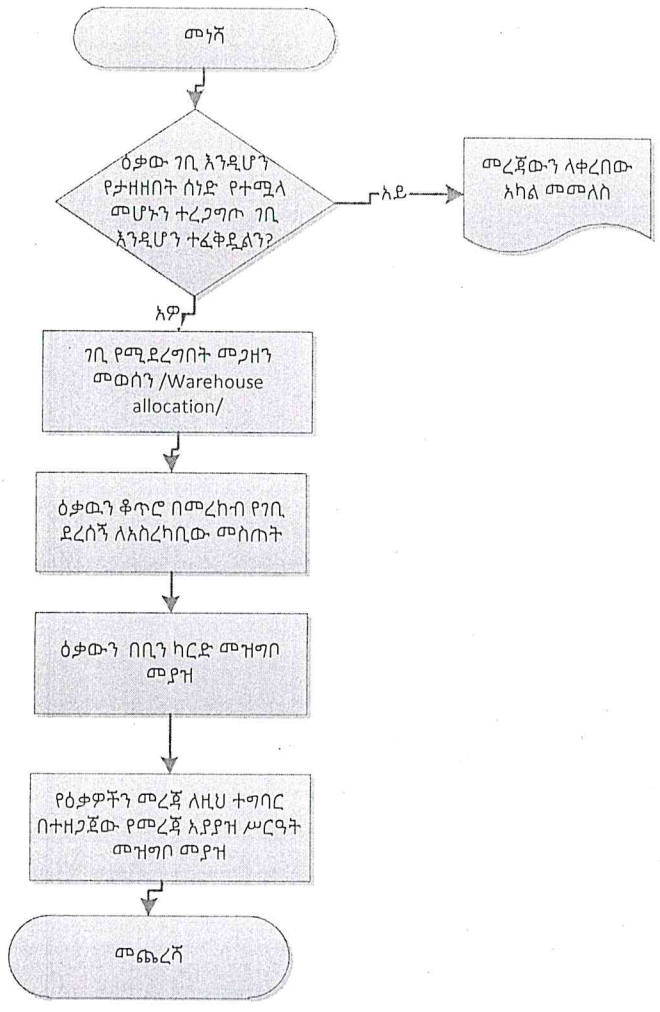 መነሻ
ዕቃው ገቢ እንዲሆን
የታዘዘበት ሰነድ የተሟላ
መሆኑን ተረጋግጦ ገቢ
እንዲሆን ተፈቅዷልን?
አይ
መረጃውን ላቀረበው
አካል መመለስ
አዎ
ገቢ የሚደረግበት መጋዘን
መወሰን /Warehouse
allocation/
ዕቃዉን ቆጥሮ በመረከብ የገቢ
ደረሰኝ ለአስረካቢው መስጠት
ዕቃውን በቢን ካርድ መዝግቦ
መያዝ
የዕቃዎችን መረጃ ለዚህ ተግባር
በተዘጋጀው የመረጃ አያያዝ ሥርዓት
መዝግቦ መያዝ
መጨረሻ